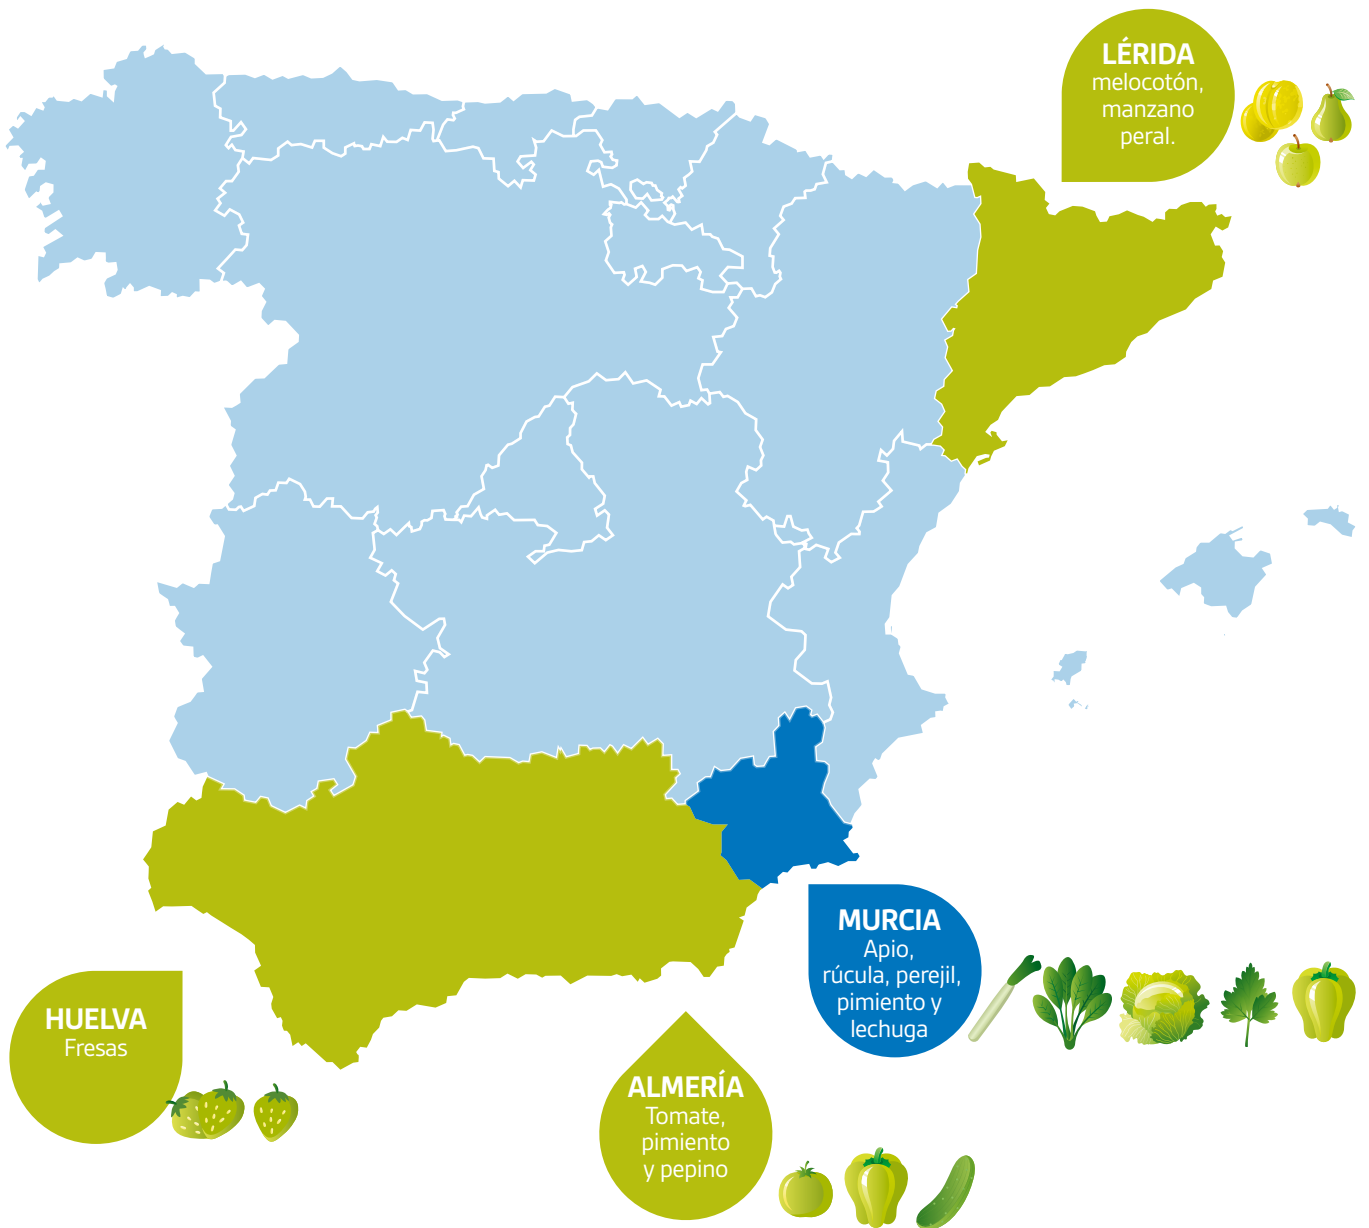 LÉRIDA
melocotón,
manzano
peral.
MURCIA
Apio,
rúcula, perejil,
pimiento y
lechuga
HUELVA
Fresas
ALMERÍA
Tomate,
pimiento
y pepino